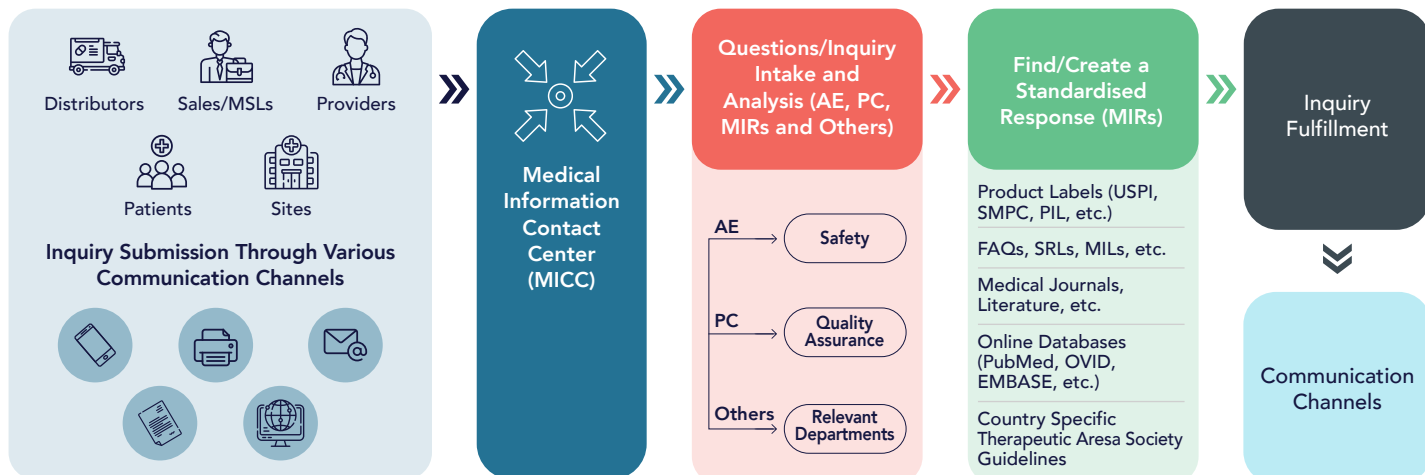 Distributors
Sales/MSLs
Providers
Patients
Sites
Inquiry Submission Through Various
Communication Channels
Medical
Information
Contact
Center
(MICC)
Questions/Inquiry
Intake and
Analysis (AE, PC,
MIRs and Others)
AE
Safety
PC
Quality
Assurance
Others
Relevant
Departments
Find/Create a
Standardised
Response (MIRs)
Product Labels (USPI,
SMPC, PIL, etc.)
FAQs, SRLs, MILs, etc.
Medical Journals,
Literature, etc.
Online Databases
(PubMed, OVID,
EMBASE, etc.)
Country Specific
Therapeutic Aresa Society
Guidelines
Inquiry
Fulfillment
Communication
Channels